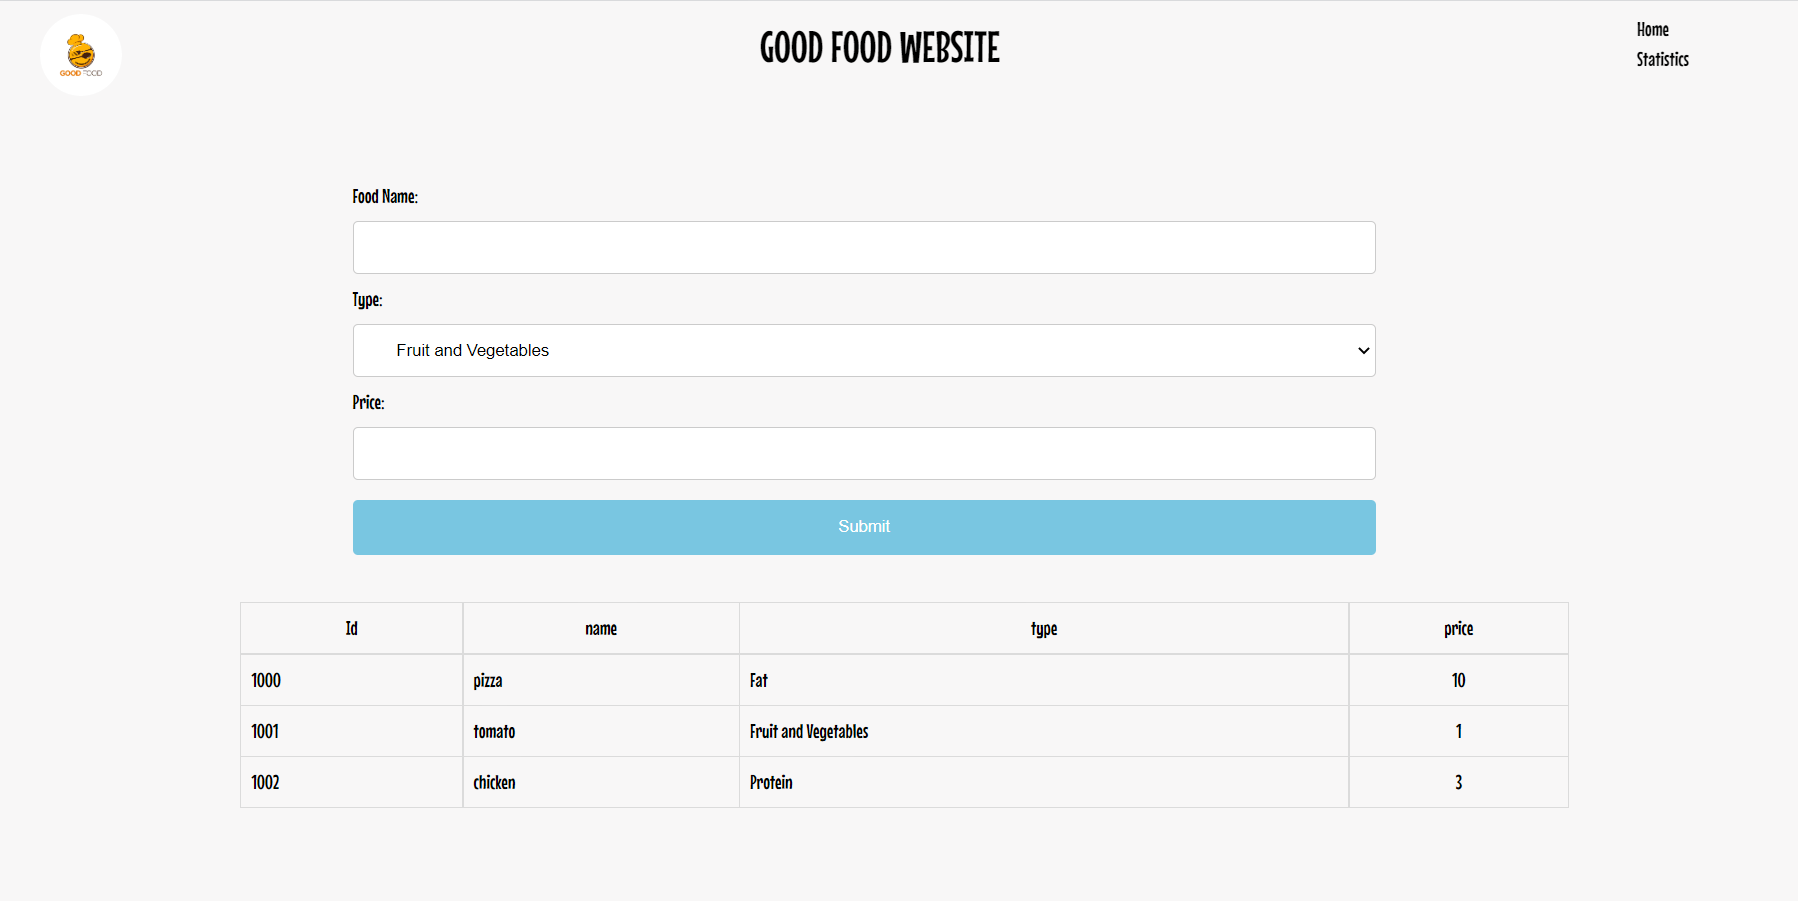 GOOD FOOD
GOOD FOOD WEBSITE
Home
Statistics
Food Name:
Type:
Fruit and Vegetables
Price:
Submit
Id name type price
1000 pizza Fat 10
1001 tomato Fruit and Vegetables 1
1002 chicken Protein 3